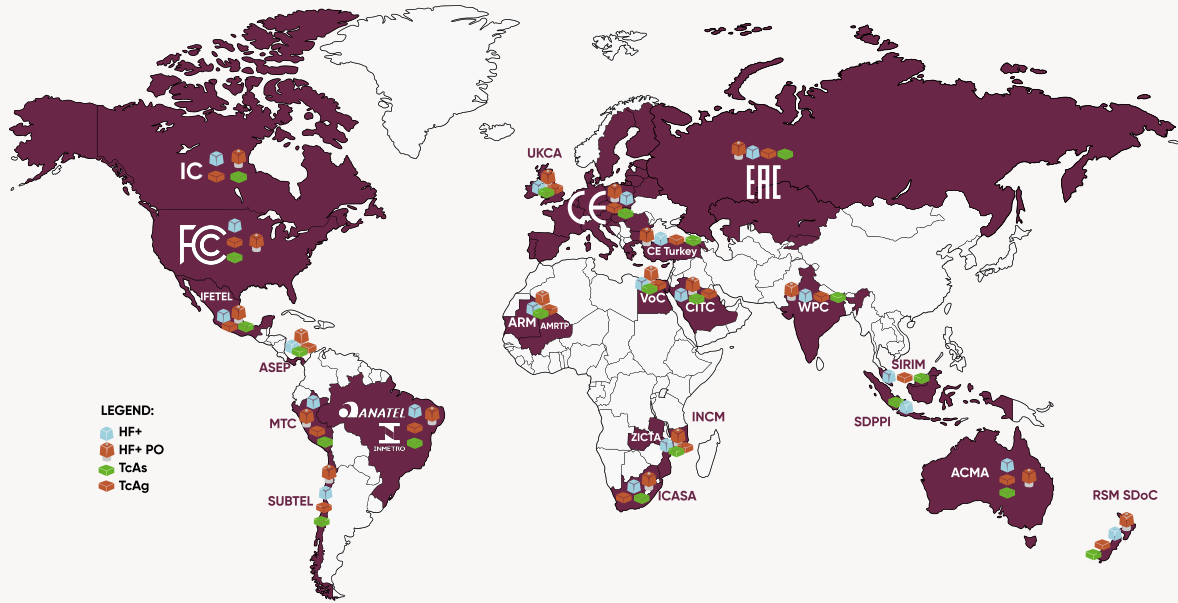 UKCA
IC
EAC
CE
FCC
CE Turkey
IFETEL
VoC
CITC
WPC
ARM
AMRTP
ASEP
SIRIM
LEGEND:
HF+
HF+ PO
TcAs
TcAg
ANATEL
INMETRO
MTC
INCM
ZICTA
SDPPI
ACMA
SUBTEL
ICASA
RSM SDoC